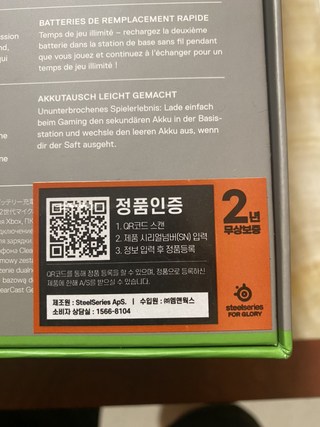 BATTERIES DE REMPLACEMENT RAPIDE
Temps de jeu illimité – rechargez la deuxième
batterie dans la station de base sans fil pendant
que vous jouez et continuez à l'échanger pour un
temps de jeu illimité !
AKKUTAUSCH LEICHT GEMACHT
Ununterbrochenes Spielerlebnis: Lade einfach
beim Gaming den sekundären Akku in der Basis-
station und wechsle den leeren Akku aus, wenn
dir der Saft ausgeht.
정품인증
1. QR코드 스캔
2. 제품 시리얼넘버(SN) 입력
3. 정보 입력 후 정품등록
QR코드를 통해 정품 등록을 할 수 있으며, 정품으로 등록하신
제품에 한해 A/S를 받으실 수 있습니다.
제조원 : SteelSeries ApS. | 수입원 : ㈜엠앤웍스
소비자 상담실 : 1566-8104
2년
무상보증
steelseries
FOR GLORY